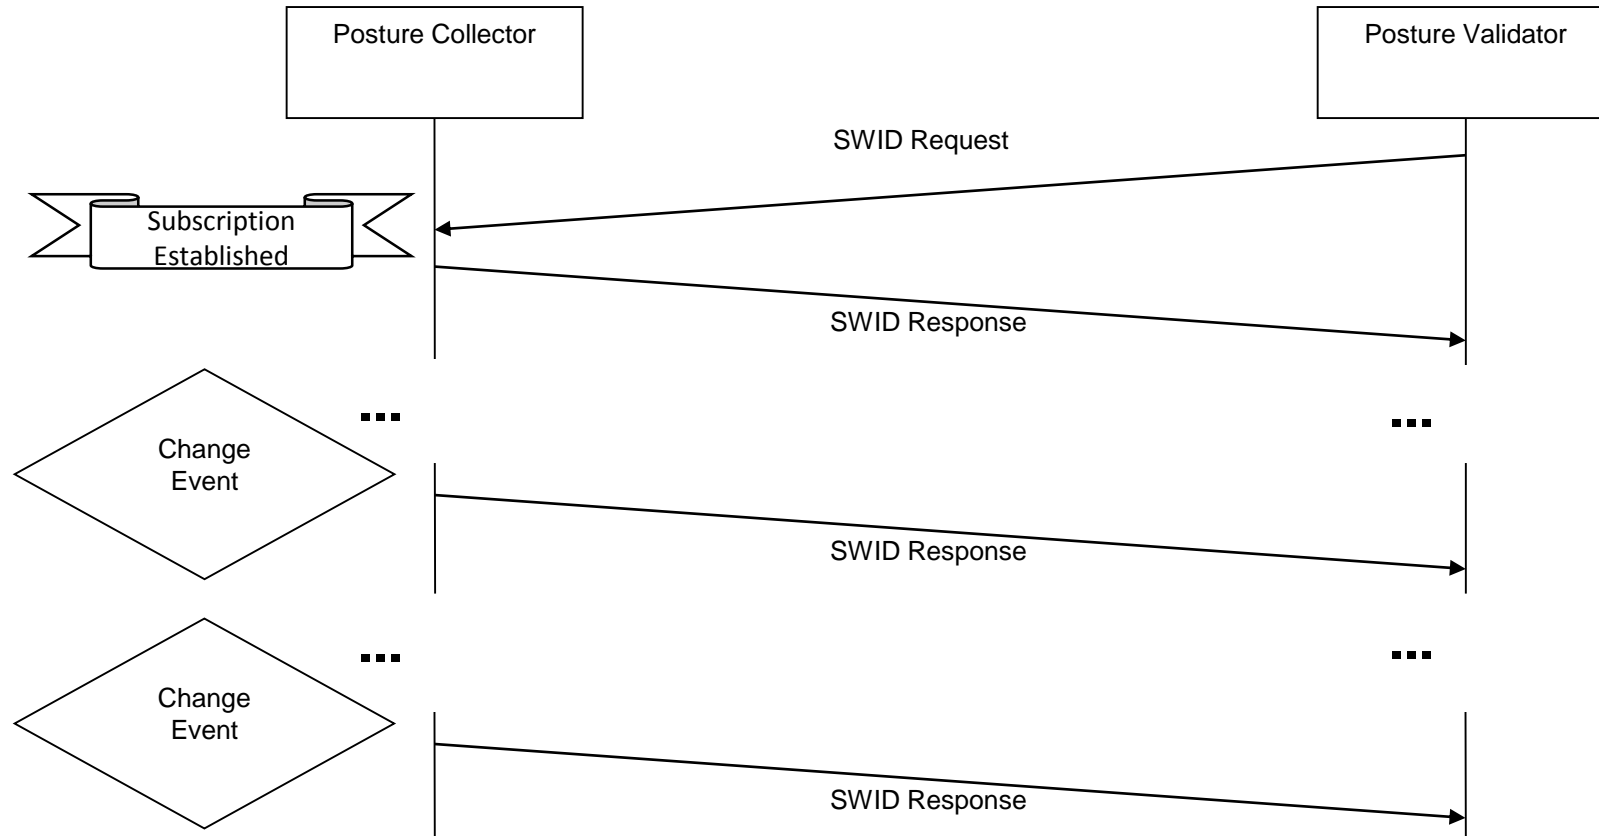 Posture Collector
Posture Validator
SWID Request
Subscription
Established
SWID Response
...
...
Change
Event
SWID Response
...
...
Change
Event
SWID Response